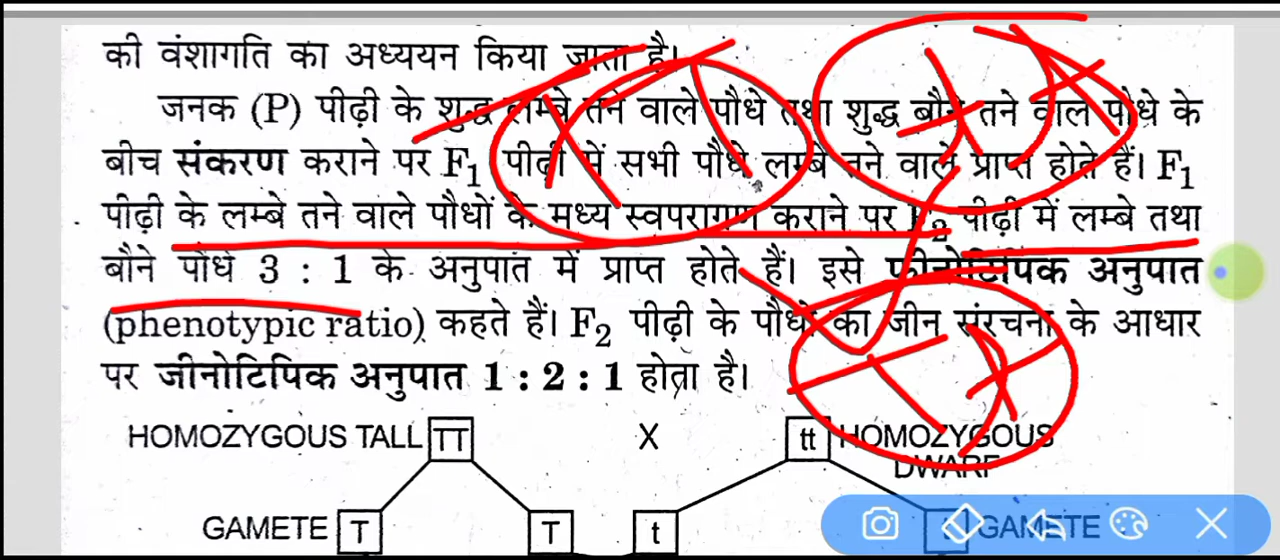 की वंशागति का अध्ययन किया जाता है।
जनक (P) पीढ़ी के शुद्ध लम्बे तने वाले पौधे तथा शुद्ध बौने तने वाले पौधे के
बीच संकरण कराने पर F₁ पीढ़ी में सभी पौधे लम्बे तने वाले प्राप्त होते हैं। F₁
पीढ़ी के लम्बे तने वाले पौधों के मध्य स्वपरागण कराने पर F₂ पीढ़ी में लम्बे तथा
बौने पौधे 3 : 1 के अनुपात में प्राप्त होते हैं। इसे फीनोटिपिक अनुपात
(phenotypic ratio) कहते हैं। F₂ पीढ़ी के पौधों का जीन संरचना के आधार
पर जीनोटिपिक अनुपात 1 : 2 : 1 होता है।
HOMOZYGOUS TALL TT X tt HOMOZYGOUS
DWARF
GAMETE T T t GAMETE